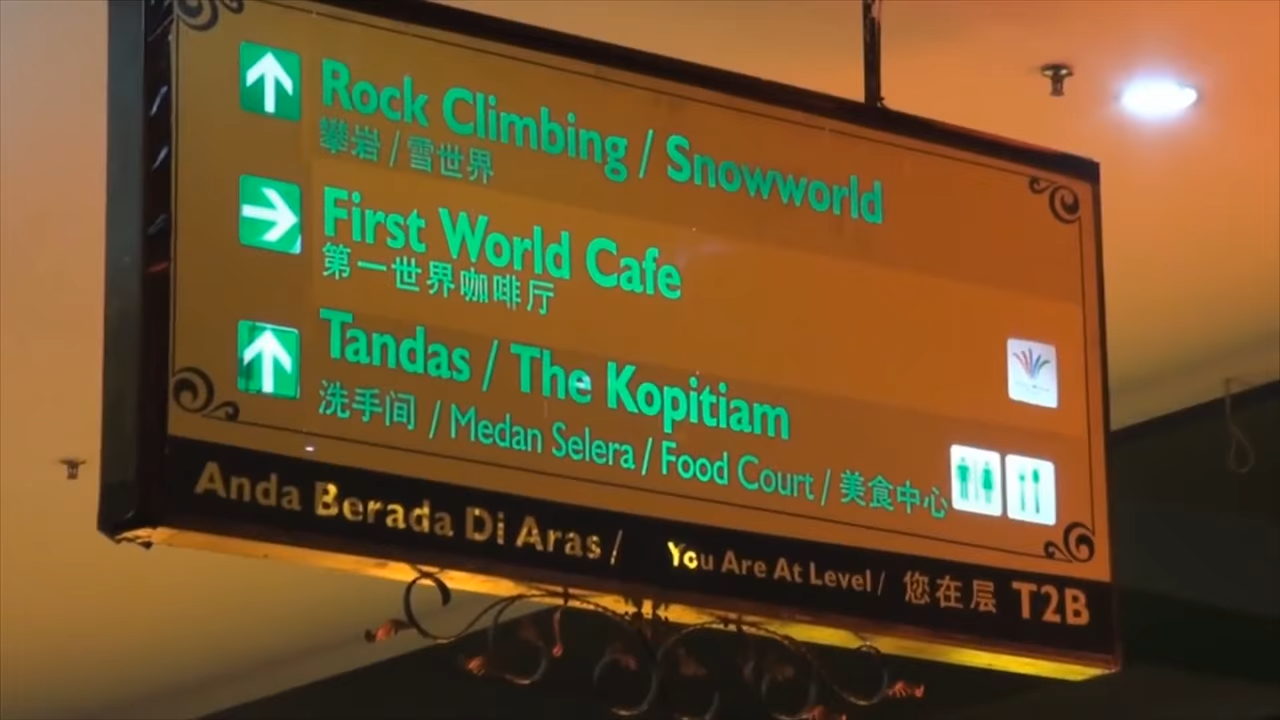 Rock Climbing / Snowworld
攀岩 / 雪世界
First World Cafe
第一世界咖啡厅
Tandas / The Kopitiam
洗手间 / Medan Selera / Food Court / 美食中心
Anda Berada Di Aras / You Are At Level / 您在层 T2B